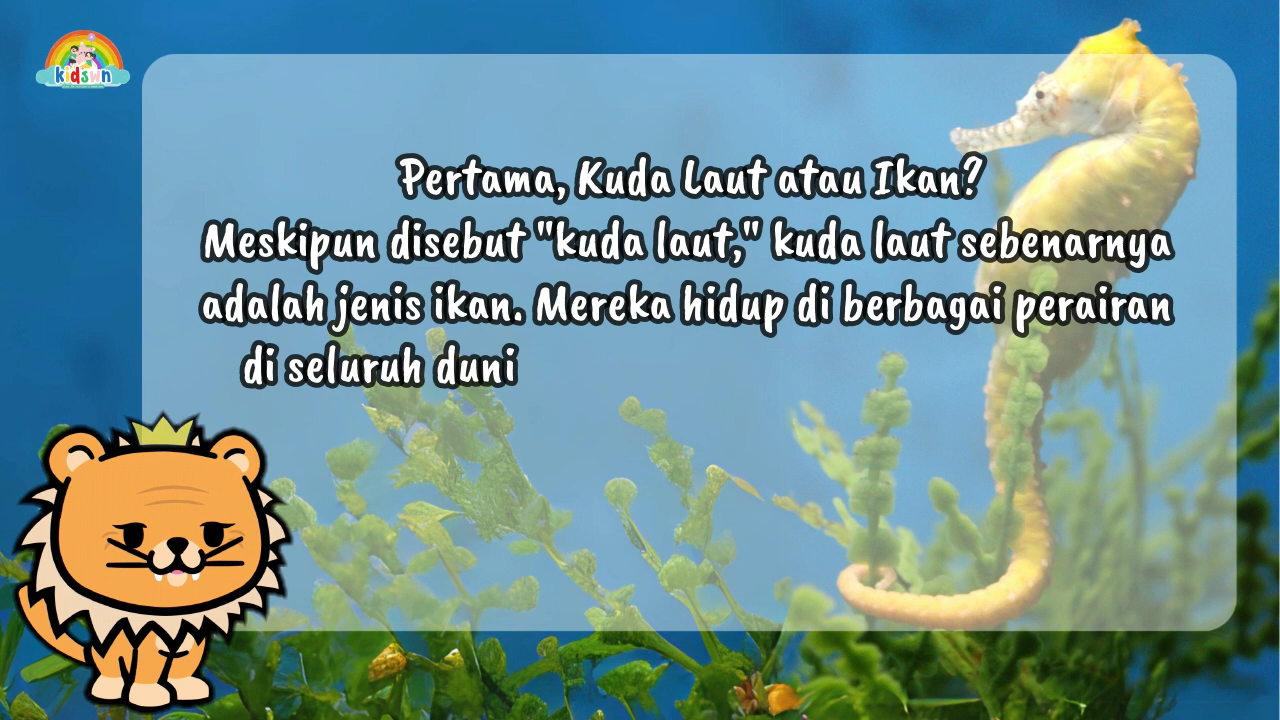 kidswn
Pertama, Kuda Laut atau Ikan?
Meskipun disebut "kuda laut," kuda laut sebenarnya
adalah jenis ikan. Mereka hidup di berbagai perairan
di seluruh duni